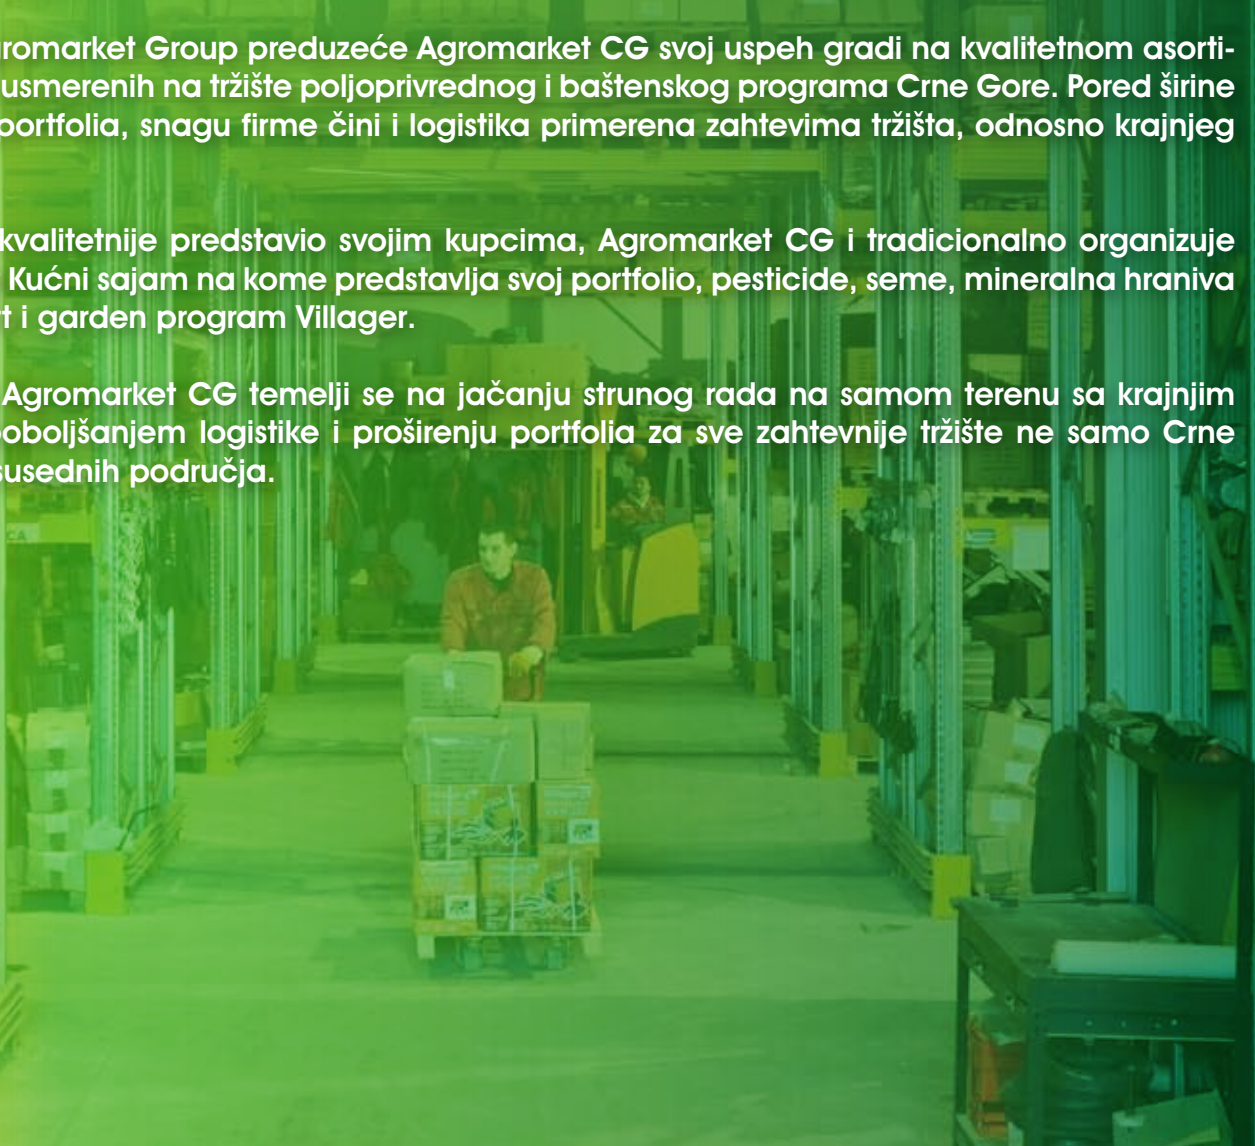 romarket Group preduzeće Agromarket CG svoj uspeh gradi na kvalitetnom asorti-
usmerenih na tržište poljoprivrednog i baštenskog programa Crne Gore. Pored širine
portfolia, snagu firme čini i logistika primerena zahtevima tržišta, odnosno krajnjeg
kvalitetnije predstavio svojim kupcima, Agromarket CG i tradicionalno organizuje
Kućni sajam na kome predstavlja svoj portfolio, pesticide, seme, mineralna hraniva
t i garden program Villager.
Agromarket CG temelji se na jačanju strunog rada na samom terenu sa krajnjim
oboljšanjem logistike i proširenju portfolia za sve zahtevnije tržište ne samo Crne
susednih područja.
CA